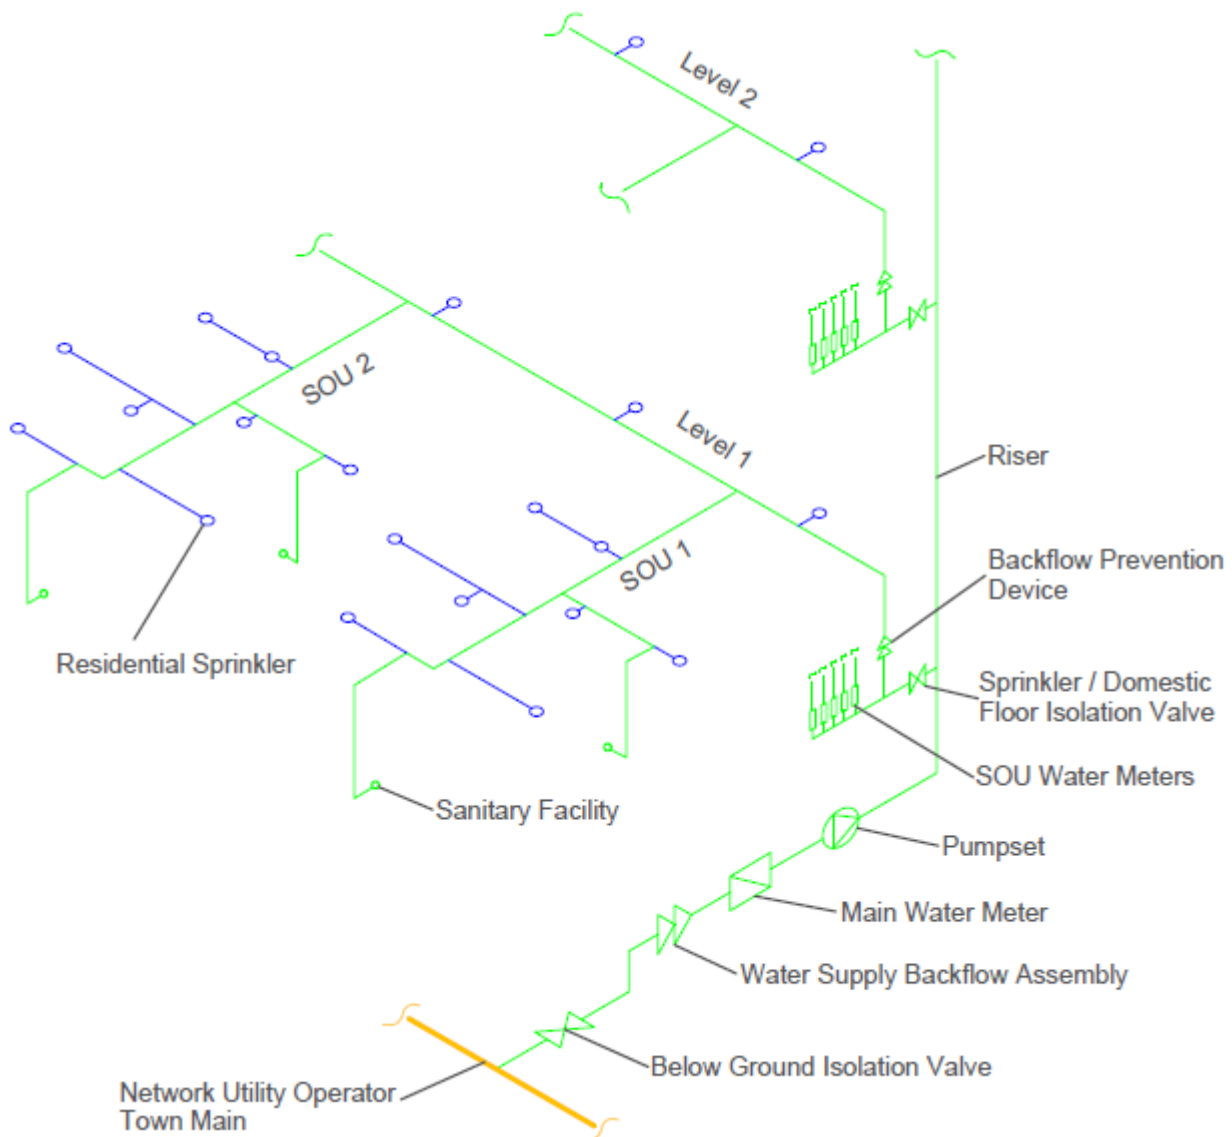 Level 2
SOU 2
Level 1
Riser
SOU 1
Backflow Prevention
Device
Residential Sprinkler
Sprinkler / Domestic
Floor Isolation Valve
SOU Water Meters
Sanitary Facility
Pumpset
Main Water Meter
Water Supply Backflow Assembly
Below Ground Isolation Valve
Network Utility Operator
Town Main